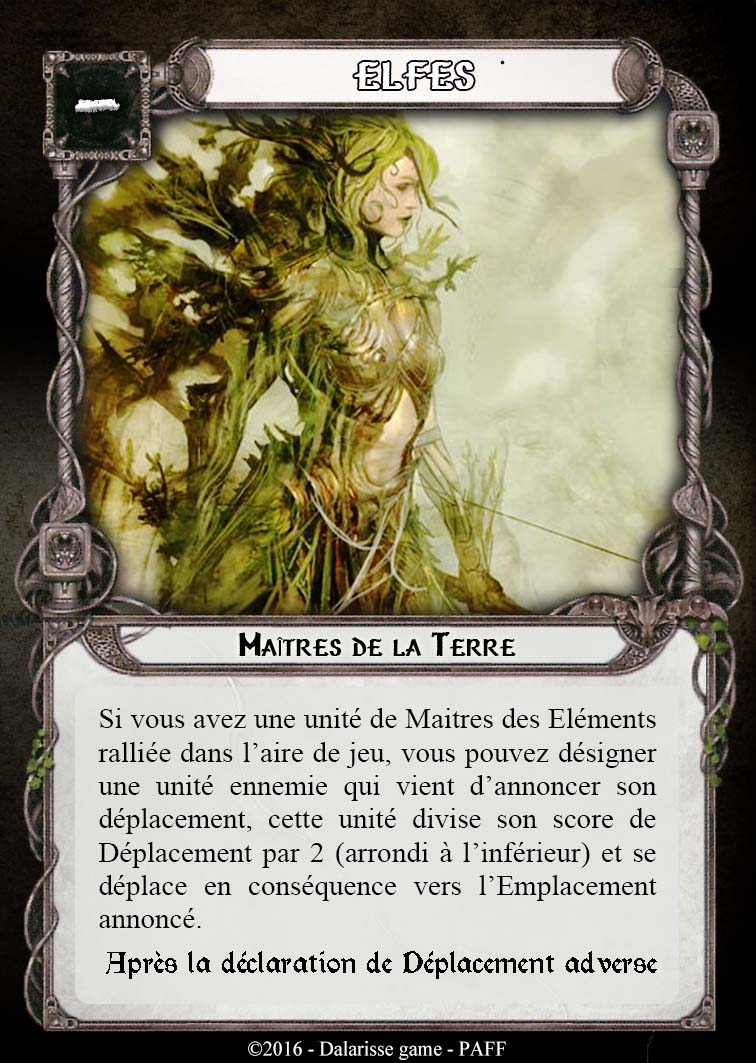 ELFES
MAÎTRES DE LA TERRE
Si vous avez une unité de Maitres des Eléments
ralliée dans l’aire de jeu, vous pouvez désigner
une unité ennemie qui vient d’annoncer son
déplacement, cette unité divise son score de
Déplacement par 2 (arrondi à l’inférieur) et se
déplace en conséquence vers l’Emplacement
annoncé.
Après la déclaration de Déplacement adverse
©2016 - Dalarisse game - PAFF